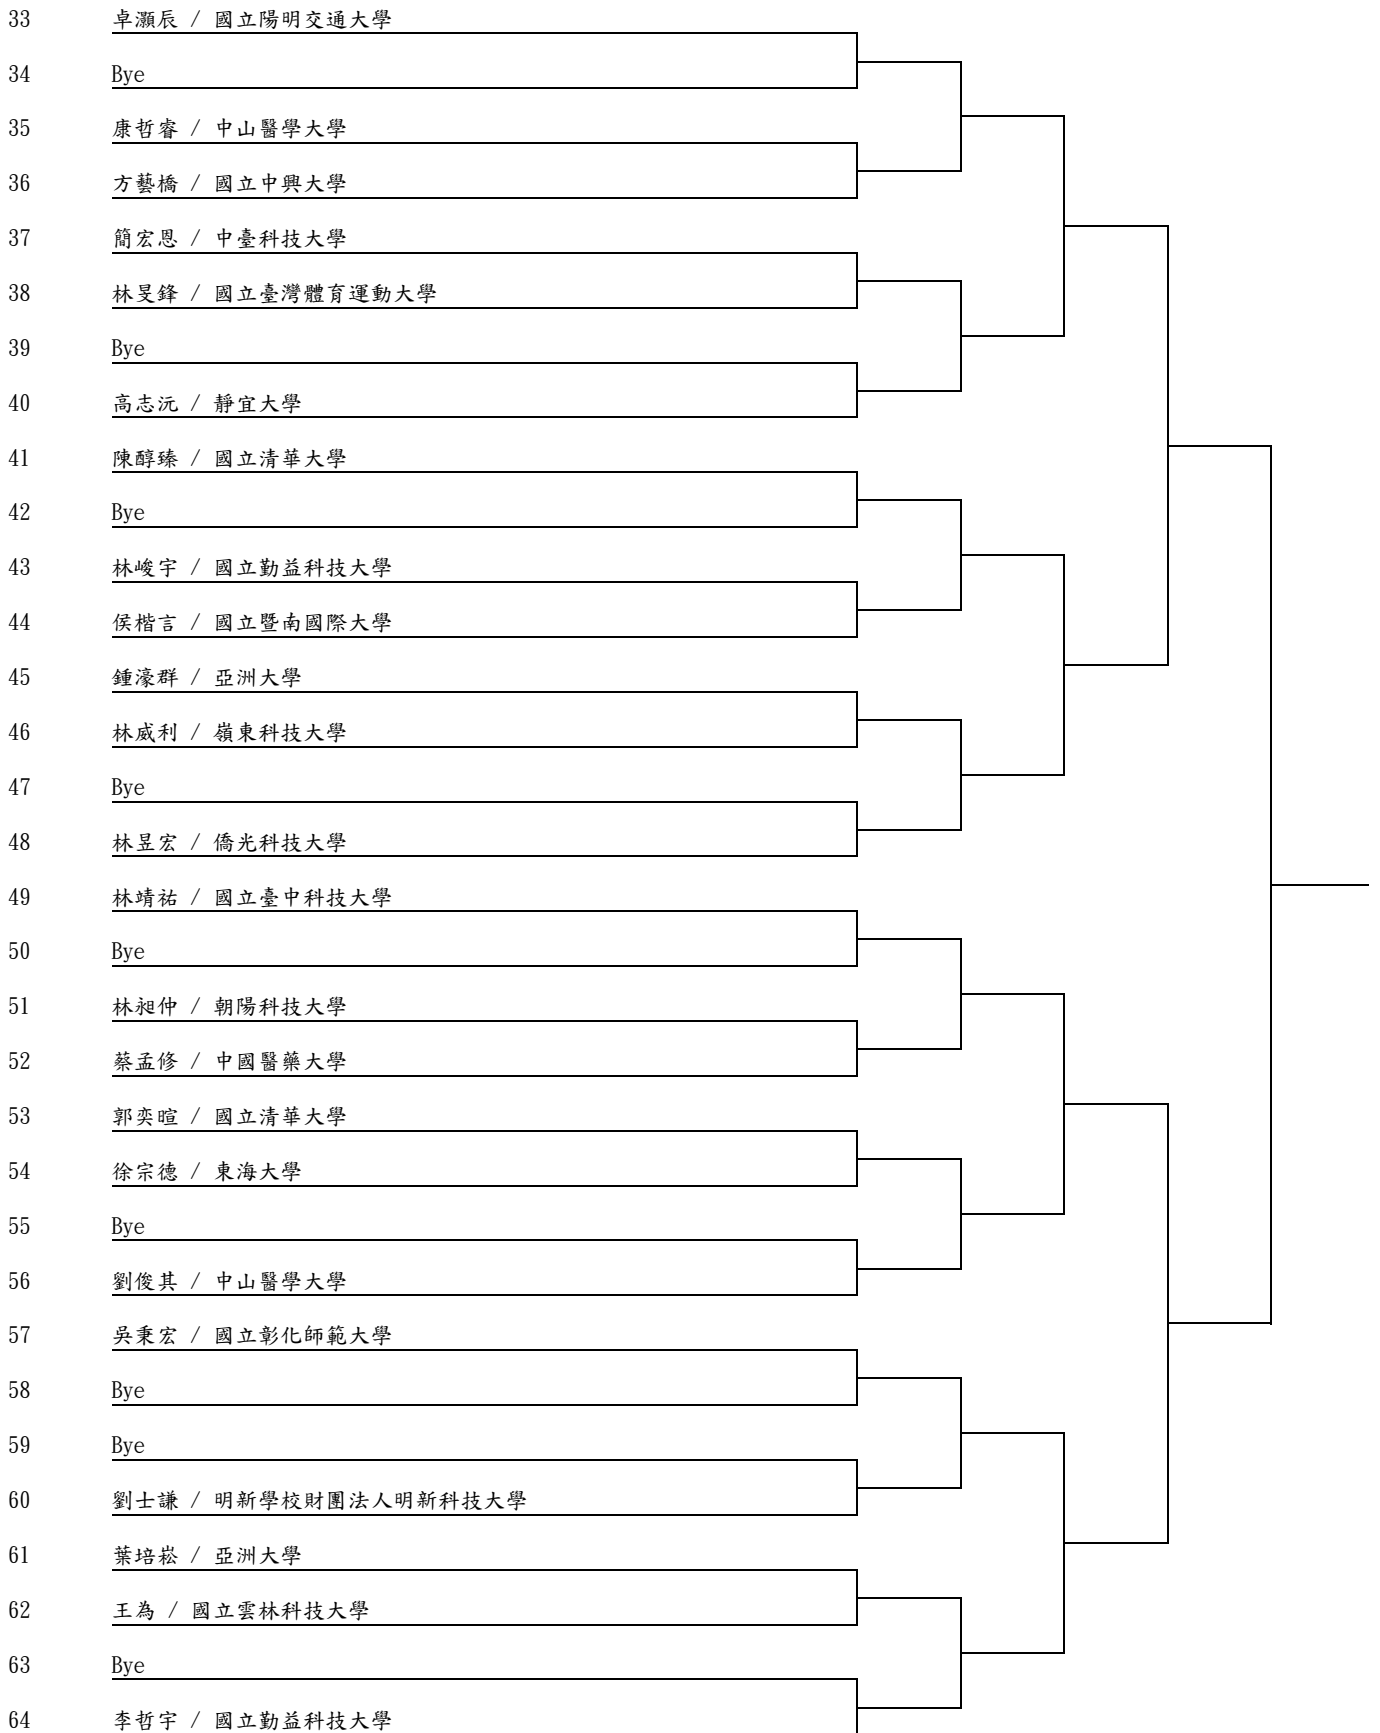 33 卓灝辰 / 國立陽明交通大學
34 Bye
35 康哲睿 / 中山醫學大學
36 方藝橋 / 國立中興大學
37 簡宏恩 / 中臺科技大學
38 林旻鋒 / 國立臺灣體育運動大學
39 Bye
40 高志沅 / 靜宜大學
41 陳醇臻 / 國立清華大學
42 Bye
43 林峻宇 / 國立勤益科技大學
44 侯楷言 / 國立暨南國際大學
45 鍾濠群 / 亞洲大學
46 林威利 / 嶺東科技大學
47 Bye
48 林昱宏 / 僑光科技大學
49 林靖祐 / 國立臺中科技大學
50 Bye
51 林昶仲 / 朝陽科技大學
52 蔡孟修 / 中國醫藥大學
53 郭奕暄 / 國立清華大學
54 徐宗德 / 東海大學
55 Bye
56 劉俊其 / 中山醫學大學
57 吳秉宏 / 國立彰化師範大學
58 Bye
59 Bye
60 劉士謙 / 明新學校財團法人明新科技大學
61 葉培崧 / 亞洲大學
62 王為 / 國立雲林科技大學
63 Bye
64 李哲宇 / 國立勤益科技大學